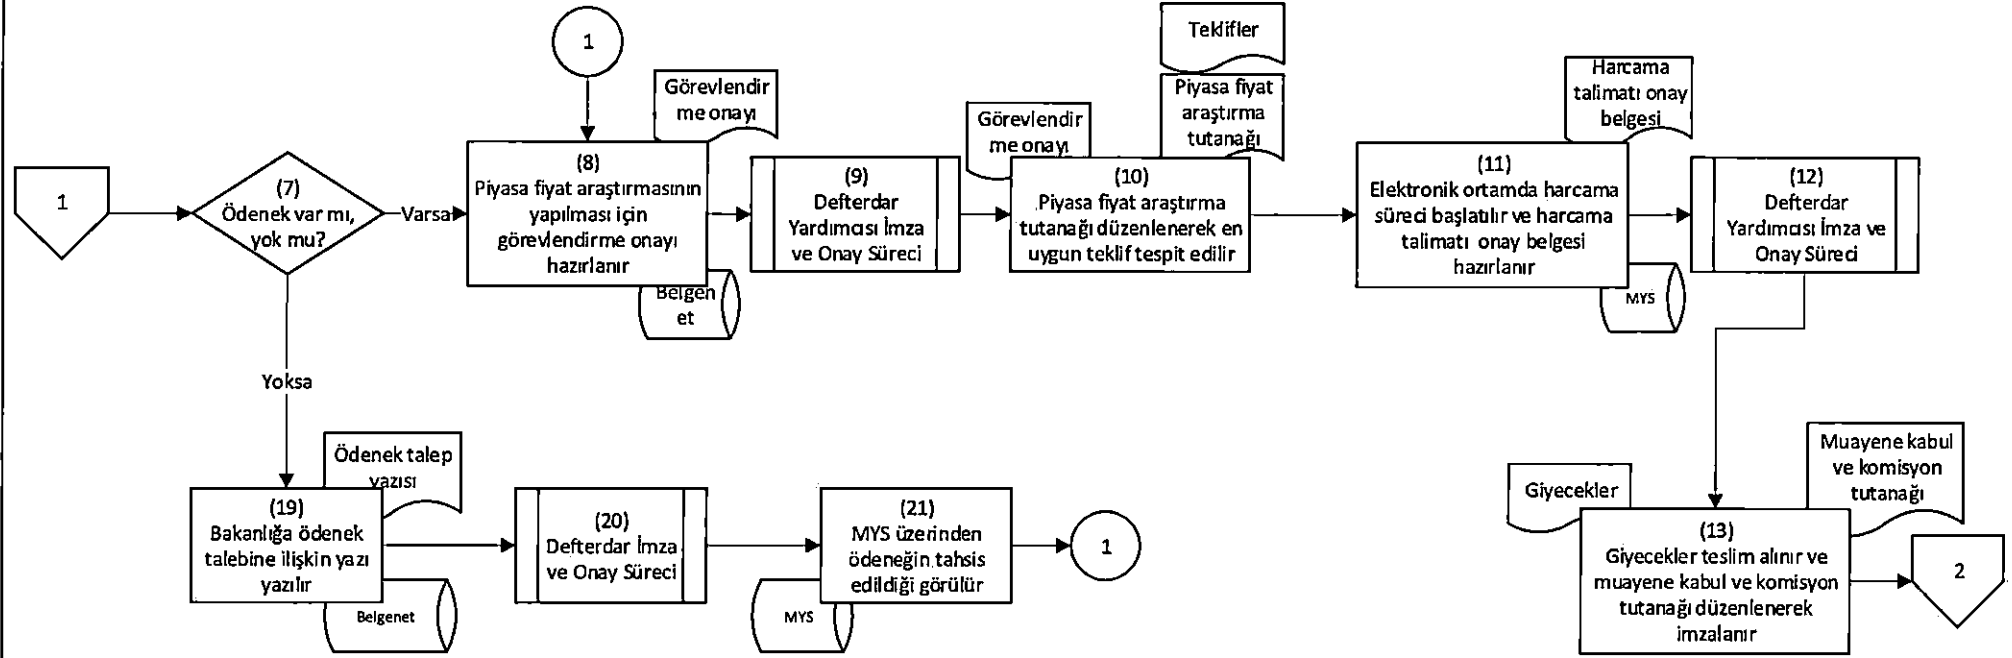 1
(7)
Ödenek var mı,
yok mu?
Varsa
Yoksa
1
Görevlendir
me onayı
(8)
Piyasa fiyat araştırmasının
yapılması için
görevlendirme onayı
hazırlanır
Belgen
et
(9)
Defterdar
Yardımcısı İmza
ve Onay Süreci
Görevlendir
me onayı
Teklifler
Piyasa fiyat
araştırma
tutanağı
(10)
Piyasa fiyat araştırma
tutanağı düzenlenerek en
uygun teklif tespit edilir
Harcama
talimatı onay
belgesi
(11)
Elektronik ortamda harcama
süreci başlatılır ve harcama
talimatı onay belgesi
hazırlanır
MYS
(12)
Defterdar
Yardımcısı İmza ve
Onay Süreci
Ödenek talep
yazısı
(19)
Bakanlığa ödenek
talebine ilişkin yazı
yazılır
Belgenet
(20)
Defterdar İmza
ve Onay Süreci
(21)
MYS üzerinden
ödeneğin tahsis
edildiği görülür
MYS
1
Giyecekler
Muayene kabul
ve komisyon
tutanağı
(13)
Giyecekler teslim alınır ve
muayene kabul ve komisyon
tutanağı düzenlenerek
imzalanır
2